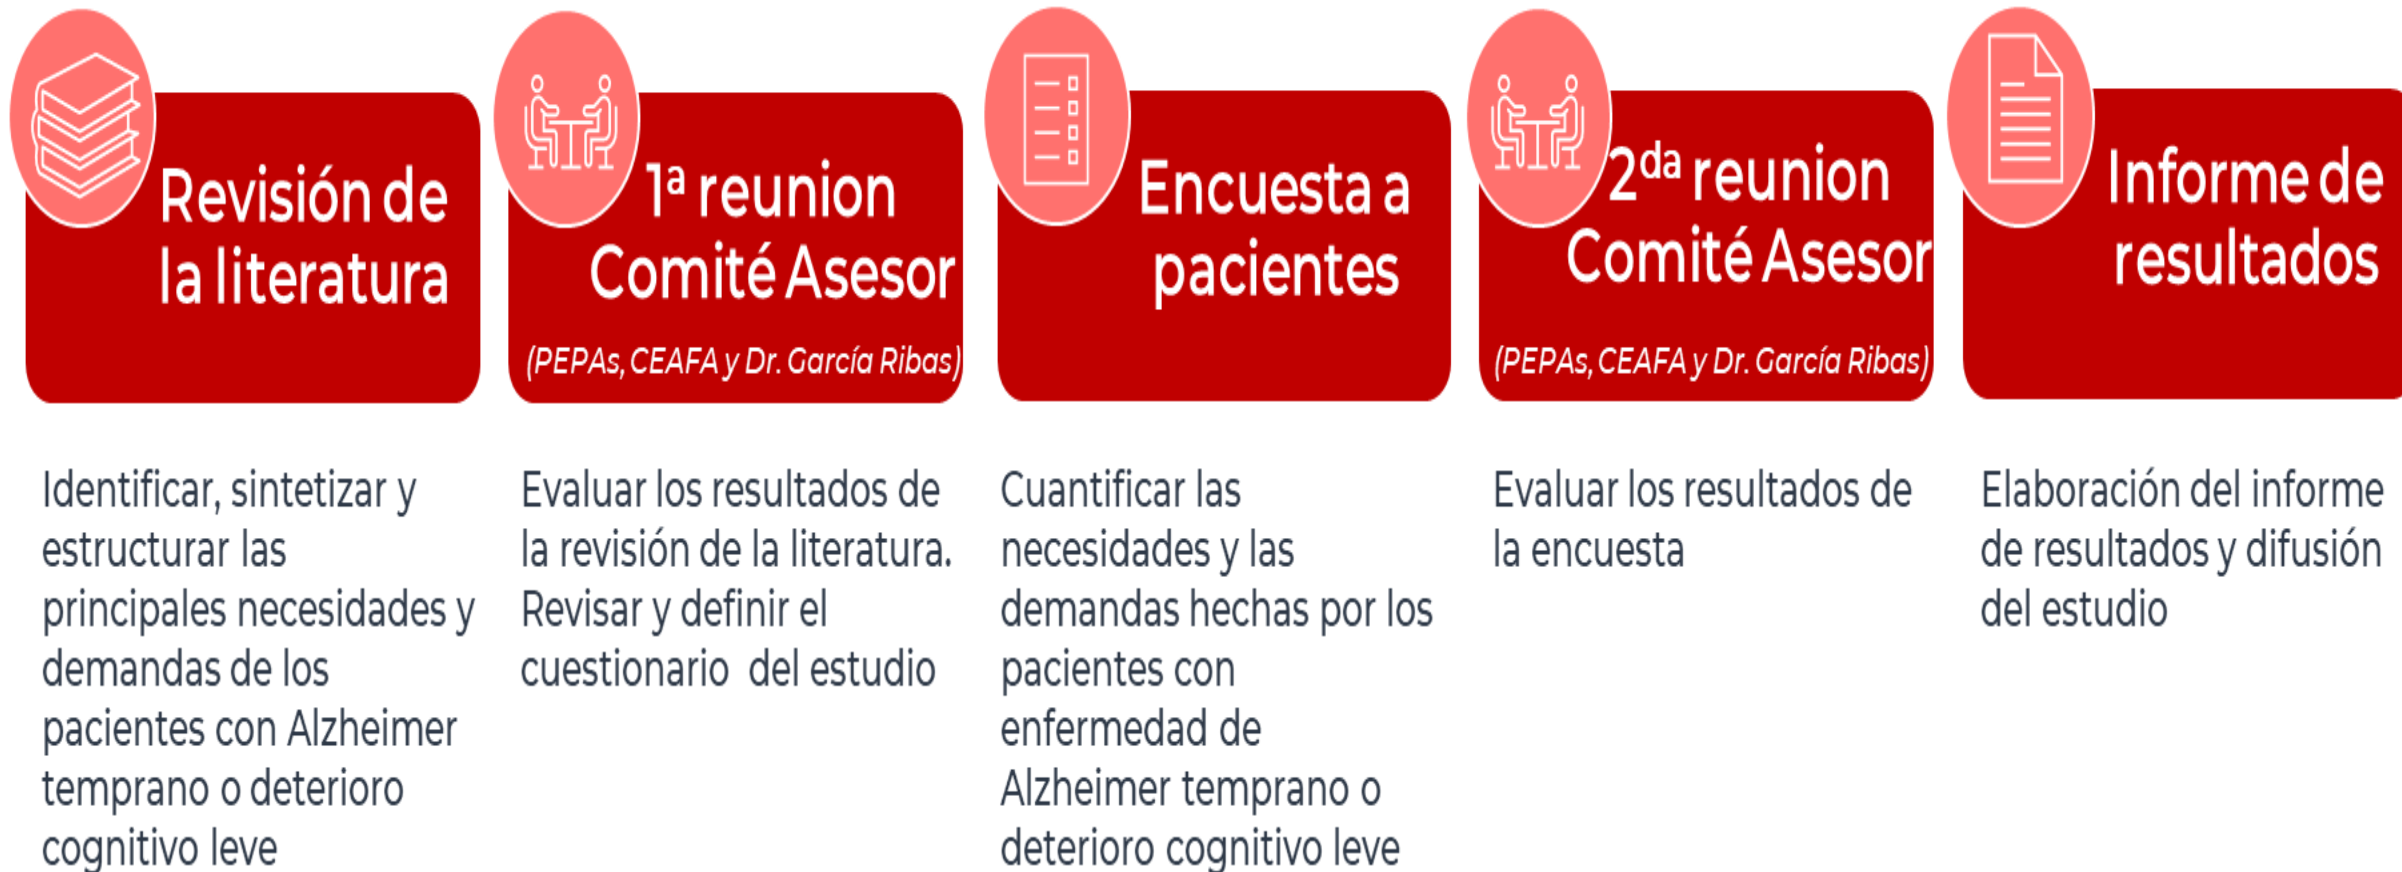 Revisión de
la literatura
Identificar, sintetizar y
estructurar las
principales necesidades y
demandas de los
pacientes con Alzheimer
temprano o deterioro
cognitivo leve
1ª reunion
Comité Asesor
(PEPAs, CEAFA y Dr. García Ribas)
Evaluar los resultados de
la revisión de la literatura.
Revisar y definir el
cuestionario del estudio
Encuesta a
pacientes
Cuantificar las
necesidades y las
demandas hechas por los
pacientes con
enfermedad de
Alzheimer temprano o
deterioro cognitivo leve
2da reunion
Comité Asesor
(PEPAs, CEAFA y Dr. García Ribas)
Evaluar los resultados de
la encuesta
Informe de
resultados
Elaboración del informe
de resultados y difusión
del estudio